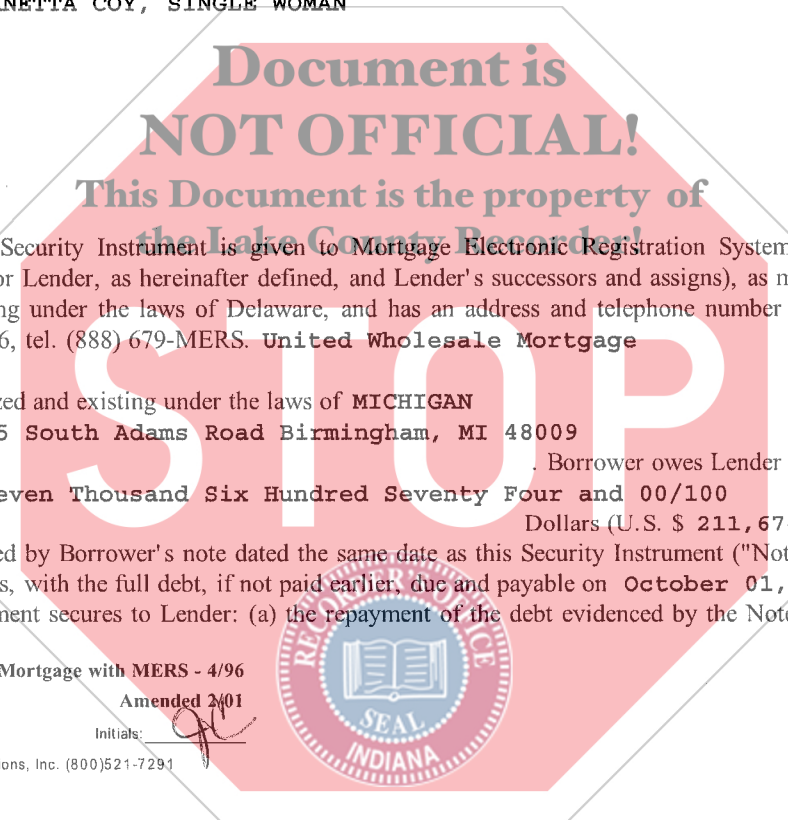 NETTA COY, SINGLE WOMAN
Document is
NOT OFFICIAL!
This Document is the property of
the Lake County Recorder!
Security Instrument is given to Mortgage Electronic Registration System
or Lender, as hereinafter defined, and Lender's successors and assigns), as m
ng under the laws of Delaware, and has an address and telephone number
6, tel. (888) 679-MERS. United Wholesale Mortgage
zed and existing under the laws of MICHIGAN
5 South Adams Road Birmingham, MI 48009
. Borrower owes Lender
even Thousand Six Hundred Seventy Four and 00/100
Dollars (U.S. $ 211,674
ed by Borrower's note dated the same date as this Security Instrument ("Not
s, with the full debt, if not paid earlier, due and payable on October 01,
ment secures to Lender: (a) the repayment of the debt evidenced by the Note
STOP
Mortgage with MERS - 4/96
Amended 2/01
Initials:
ons, Inc. (800)521-7291
RECORDER'S OFFICE
SEAL
INDIANA